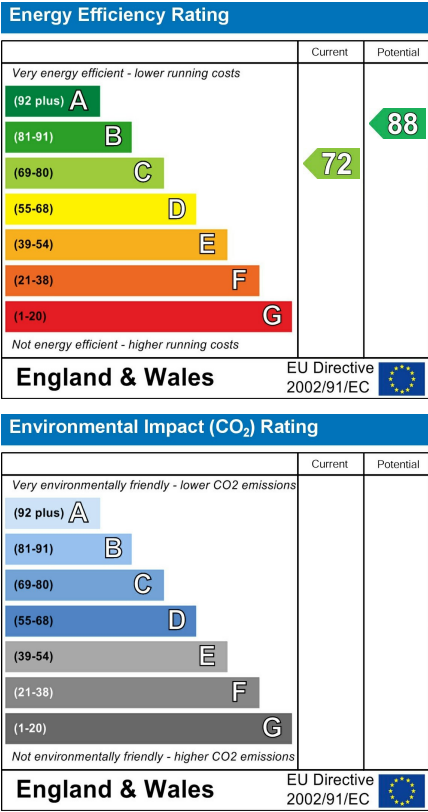 Energy Efficiency Rating
Current Potential
Very energy efficient - lower running costs
(92 plus) A
(81-91) B
(69-80) C
(55-68) D
(39-54) E
(21-38) F
(1-20) G
72
88
Not energy efficient - higher running costs
England & Wales
EU Directive
2002/91/EC
Environmental Impact (CO₂) Rating
Current Potential
Very environmentally friendly - lower CO2 emissions
(92 plus) A
(81-91) B
(69-80) C
(55-68) D
(39-54) E
(21-38) F
(1-20) G
Not environmentally friendly - higher CO2 emissions
England & Wales
EU Directive
2002/91/EC